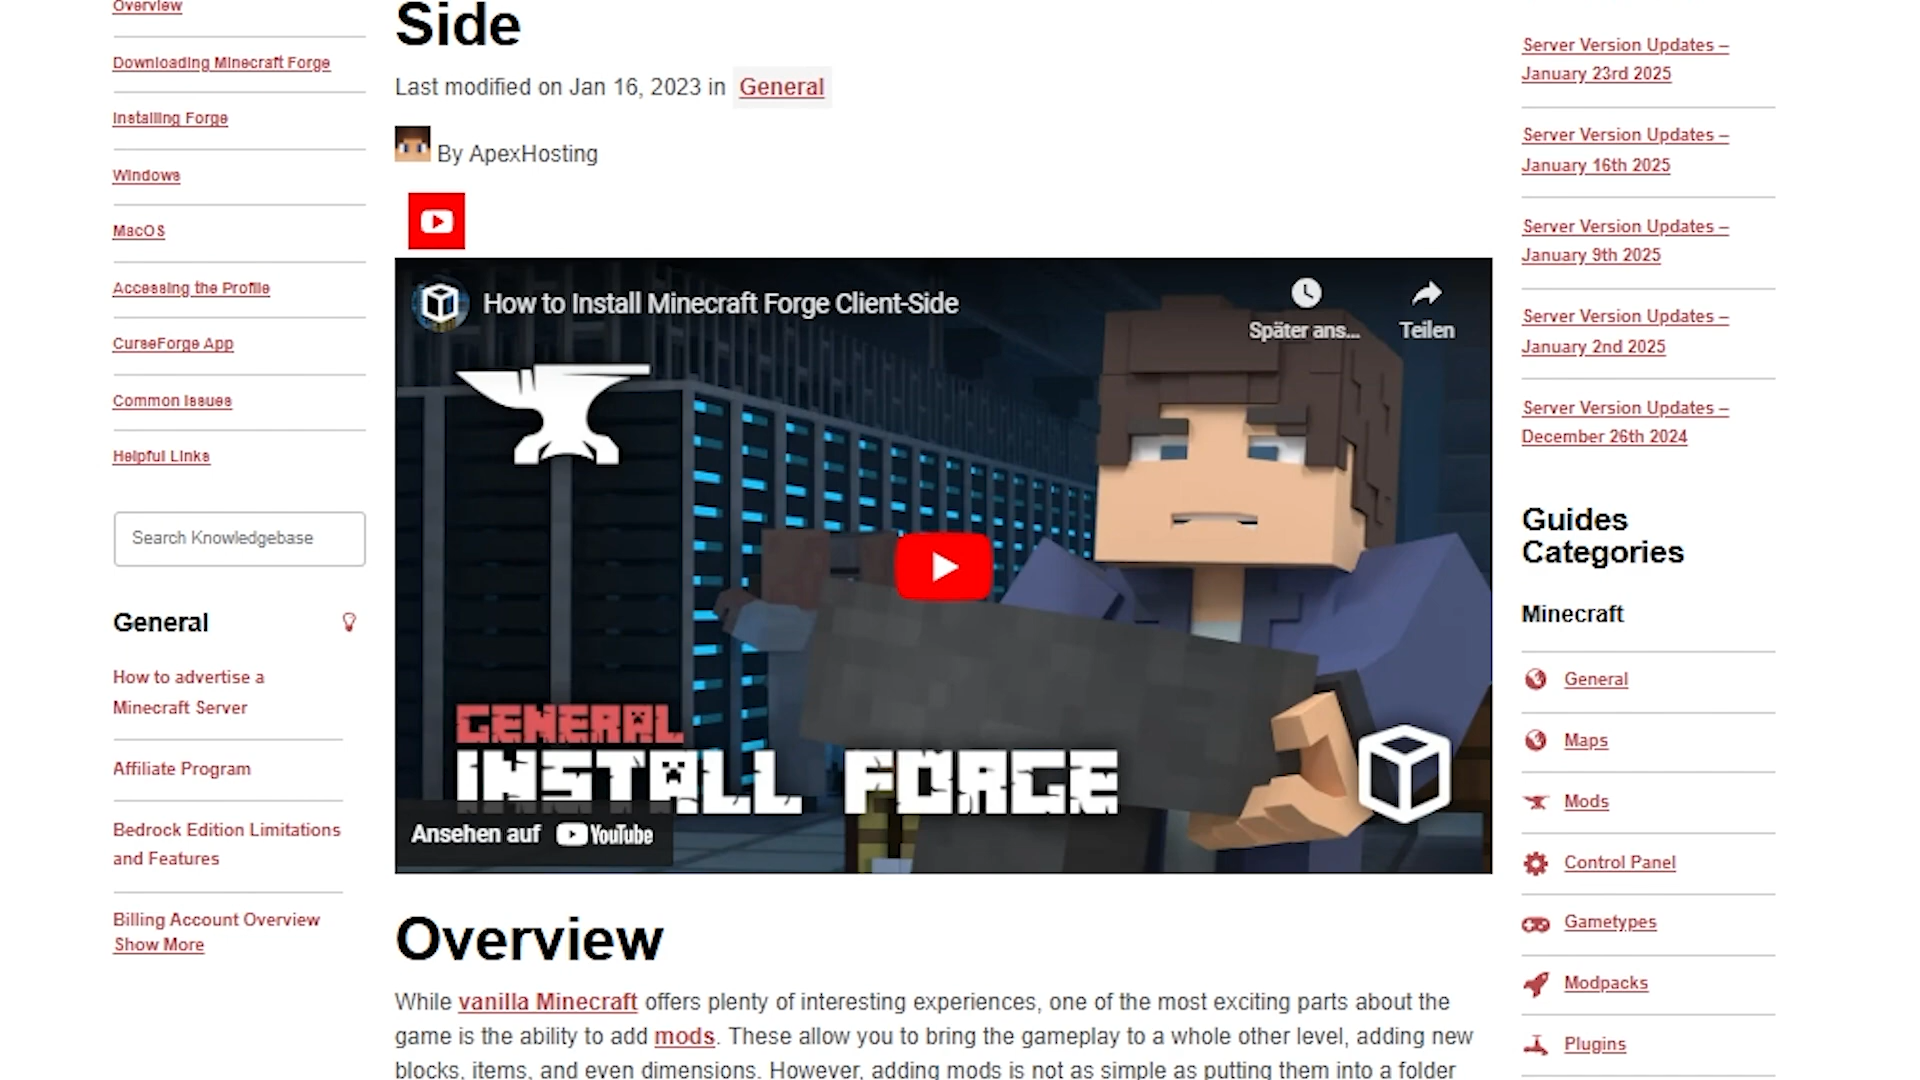 Overview
Downloading Minecraft Forge
Installing Forge
Windows
MacOS
Accessing the Profile
CurseForge App
Common Issues
Helpful Links
Search Knowledgebase
General
How to advertise a
Minecraft Server
Affiliate Program
Bedrock Edition Limitations
and Features
Billing Account Overview
Show More
Side
Last modified on Jan 16, 2023 in General
By ApexHosting
How to Install Minecraft Forge Client-Side
Später ans...
Teilen
GENERAL
INSTALL FORGE
Ansehen auf YouTube
Overview
While vanilla Minecraft offers plenty of interesting experiences, one of the most exciting parts about the
game is the ability to add mods. These allow you to bring the gameplay to a whole other level, adding new
blocks, items, and even dimensions. However, adding mods is not as simple as putting them into a folder
Server Version Updates –
January 23rd 2025
Server Version Updates –
January 16th 2025
Server Version Updates –
January 9th 2025
Server Version Updates –
January 2nd 2025
Server Version Updates –
December 26th 2024
Guides
Categories
Minecraft
General
Maps
Mods
Control Panel
Gametypes
Modpacks
Plugins